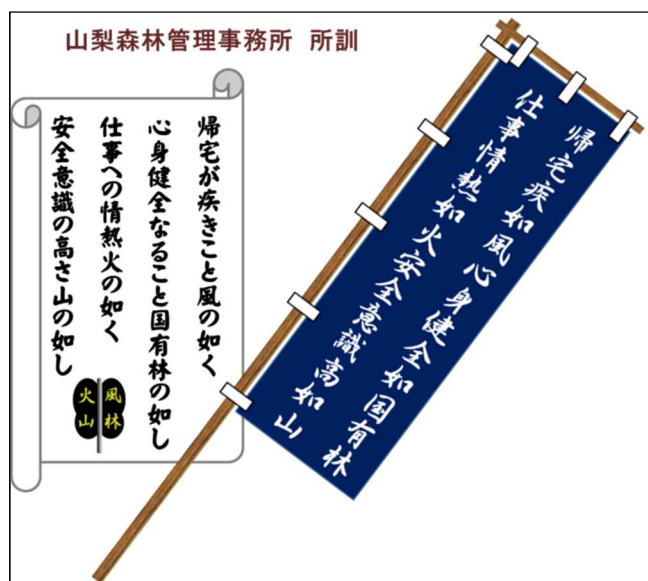 山梨森林管理事務所 所訓
帰宅が疾きこと風の如く
心身健全なること国有林の如し
仕事への情熱火の如く
安全意識の高さ山の如し
風林
火山
帰宅疾如風心身健全如国有林
仕事情熱如火安全意識高如山